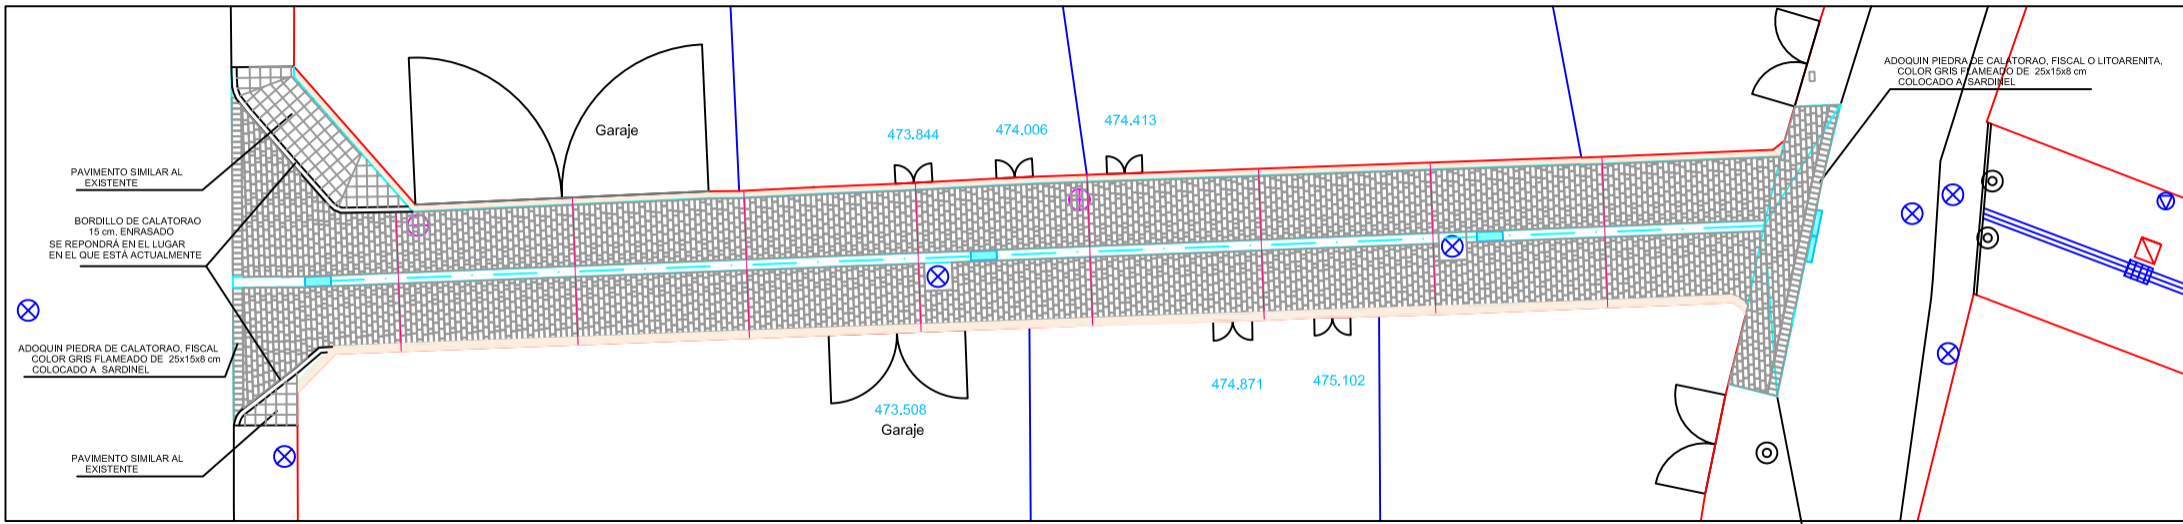 PAVIMENTO SIMILAR AL
EXISTENTE
BORDILLO DE CALATORAO
15 cm. ENRASADO
SE REPONDRÁ EN EL LUGAR
EN EL QUE ESTÁ ACTUALMENTE
ADOQUIN PIEDRA DE CALATORAO, FISCAL
COLOR GRIS FLAMEADO DE 25x15x8 cm
COLOCADO A SARDINEL
PAVIMENTO SIMILAR AL
EXISTENTE
Garaje
473.844
474.006
474.413
473.508
Garaje
474.871
475.102
ADOQUIN PIEDRA DE CALATORAO, FISCAL O LITOARENITA,
COLOR GRIS FLAMEADO DE 25x15x8 cm
COLOCADO A SARDINEL